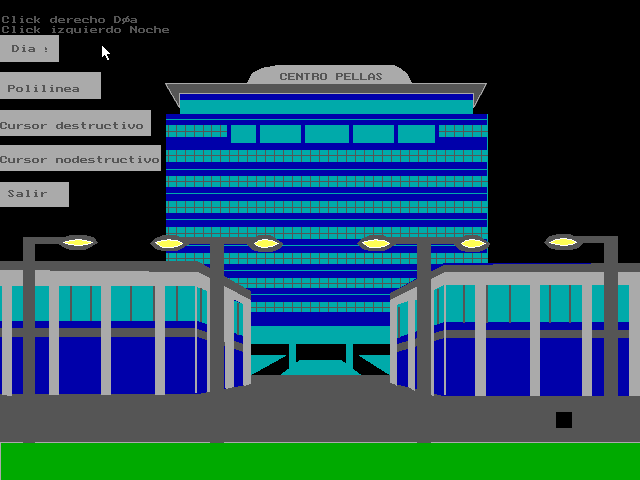 Click derecho Døa
Click izquierdo Noche
Dia :
Polilinea
Cursor destructivo
Cursor nodestructivo
Salir
CENTRO PELLAS